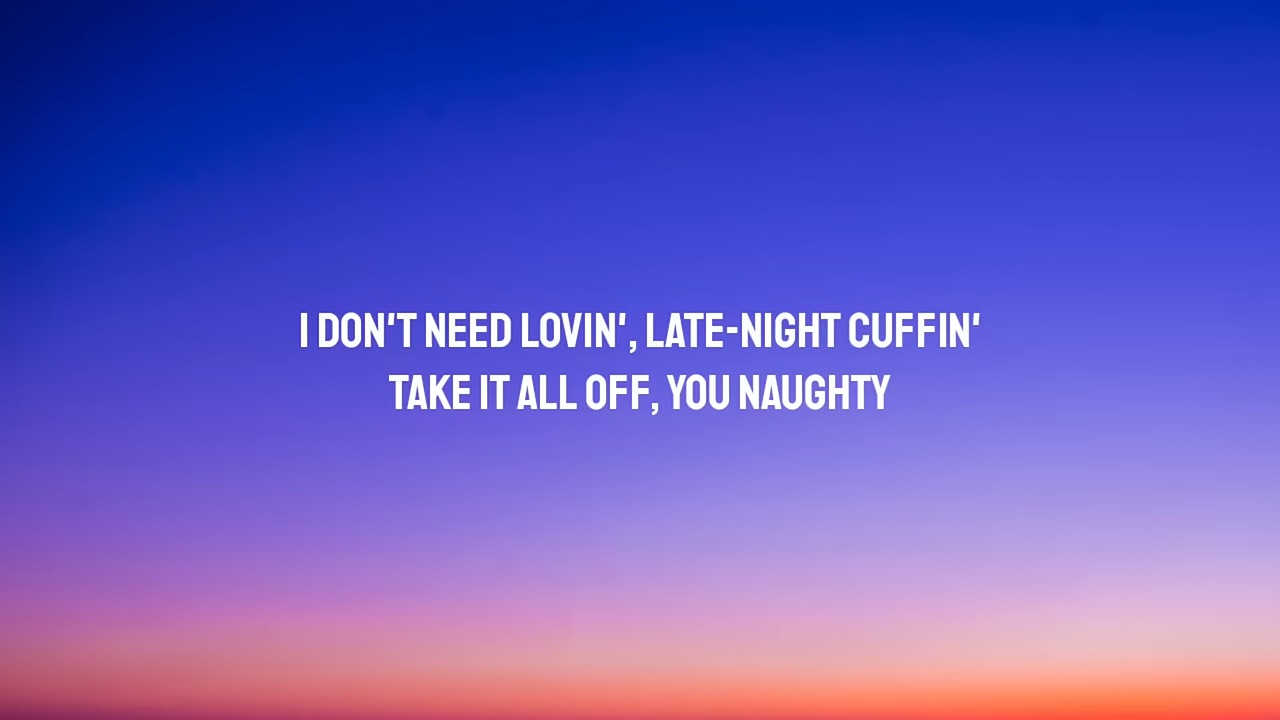 I DON'T NEED LOVIN', LATE-NIGHT CUFFIN'
TAKE IT ALL OFF, YOU NAUGHTY